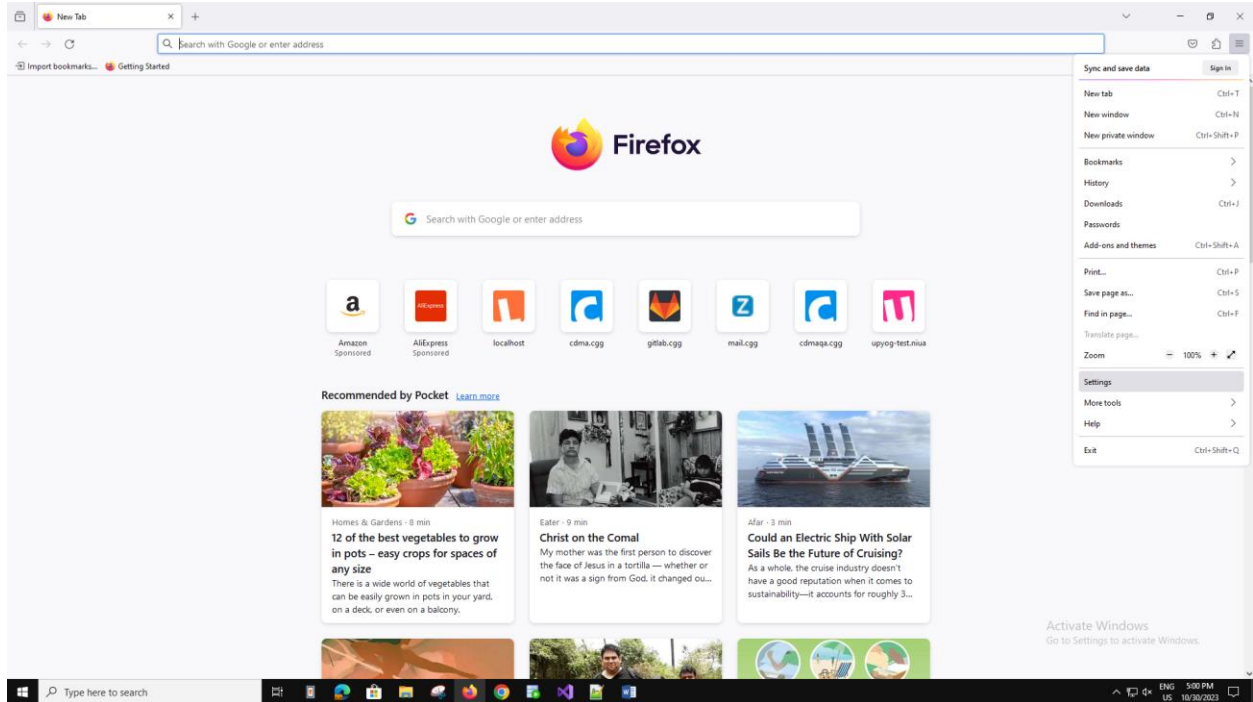 New Tab
Search with Google or enter address
Import bookmarks... Getting Started
Firefox
Search with Google or enter address
a
AliExpress
L
Z
U
Amazon
Sponsored
AliExpress
Sponsored
localhost
cdma.cgg
gitlab.cgg
mail.cgg
cdmaqa.cgg
upyog-test.niua
Recommended by Pocket Learn more
Homes & Gardens · 8 min
12 of the best vegetables to grow
in pots – easy crops for spaces of
any size
There is a wide world of vegetables that
can be easily grown in pots in your yard,
on a deck, or even on a balcony.
Eater · 9 min
Christ on the Comal
My mother was the first person to discover
the face of Jesus in a tortilla — whether or
not it was a sign from God, it changed ou...
Afar · 3 min
Could an Electric Ship With Solar
Sails Be the Future of Cruising?
As a whole, the cruise industry doesn't
have a good reputation when it comes to
sustainability—it accounts for roughly 3...
Sync and save data Sign In
New tab Ctrl+T
New window Ctrl+N
New private window Ctrl+Shift+P
Bookmarks
History
Downloads Ctrl+J
Passwords
Add-ons and themes Ctrl+Shift+A
Print... Ctrl+P
Save page as... Ctrl+S
Find in page... Ctrl+F
Translate page...
Zoom − 100% +
Settings
More tools
Help
Exit Ctrl+Shift+Q
Activate Windows
Go to Settings to activate Windows.
Type here to search
ENG 5:00 PM
US 10/30/2023